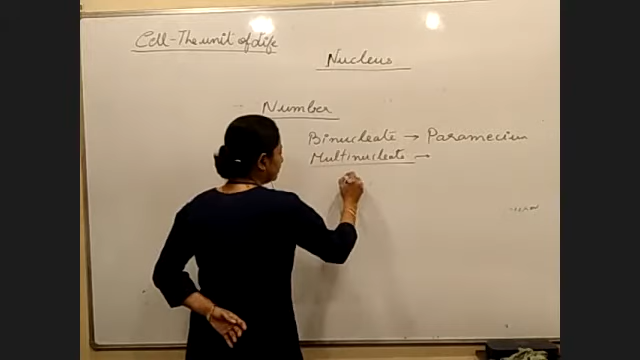 Cell - The unit of life
Nucleus
Number
Binucleate → Paramecium
Multinucleate →